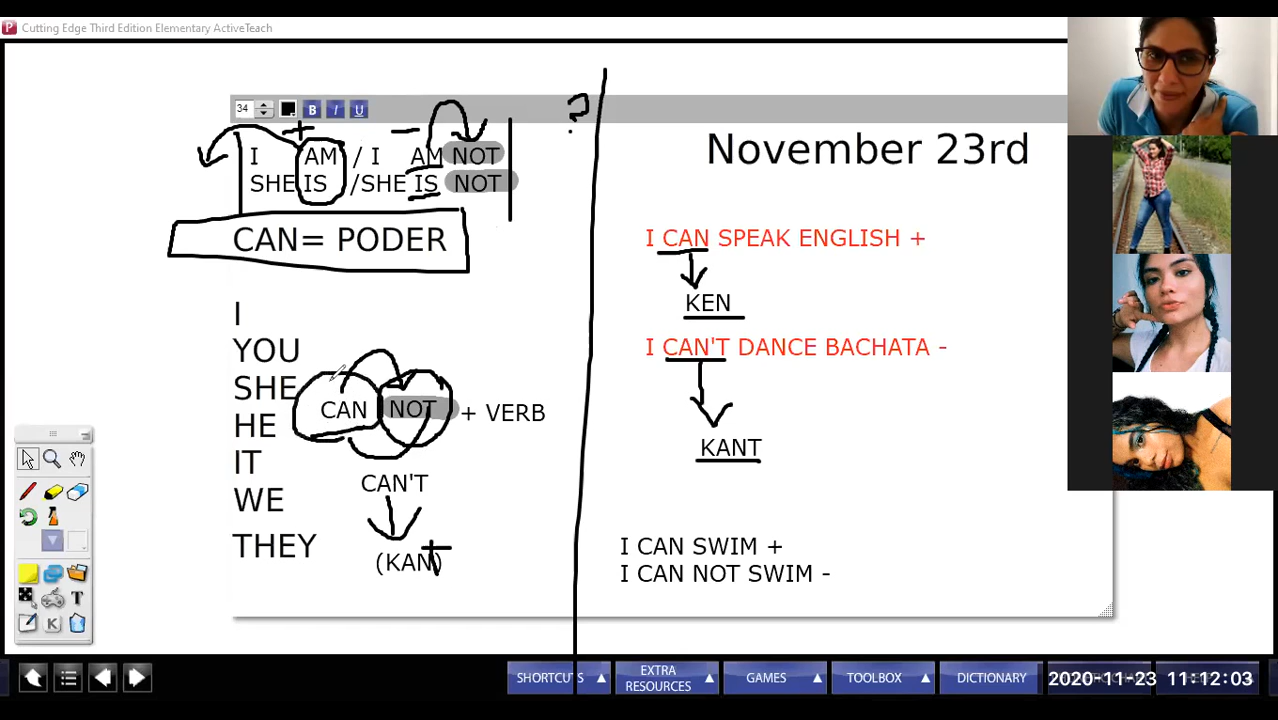 Cutting Edge Third Edition Elementary ActiveTeach
34 B I U
+ - ?
I AM / I AM NOT
SHE IS /SHE IS NOT
CAN= PODER
I
YOU
SHE
HE
IT
WE
THEY
CAN NOT + VERB
CAN'T
(KANT)
November 23rd
I CAN SPEAK ENGLISH +
KEN
I CAN'T DANCE BACHATA -
KANT
I CAN SWIM +
I CAN NOT SWIM -
T
K
SHORTCUTS
EXTRA RESOURCES
GAMES
TOOLBOX
DICTIONARY
2020-11-23 11:12:03